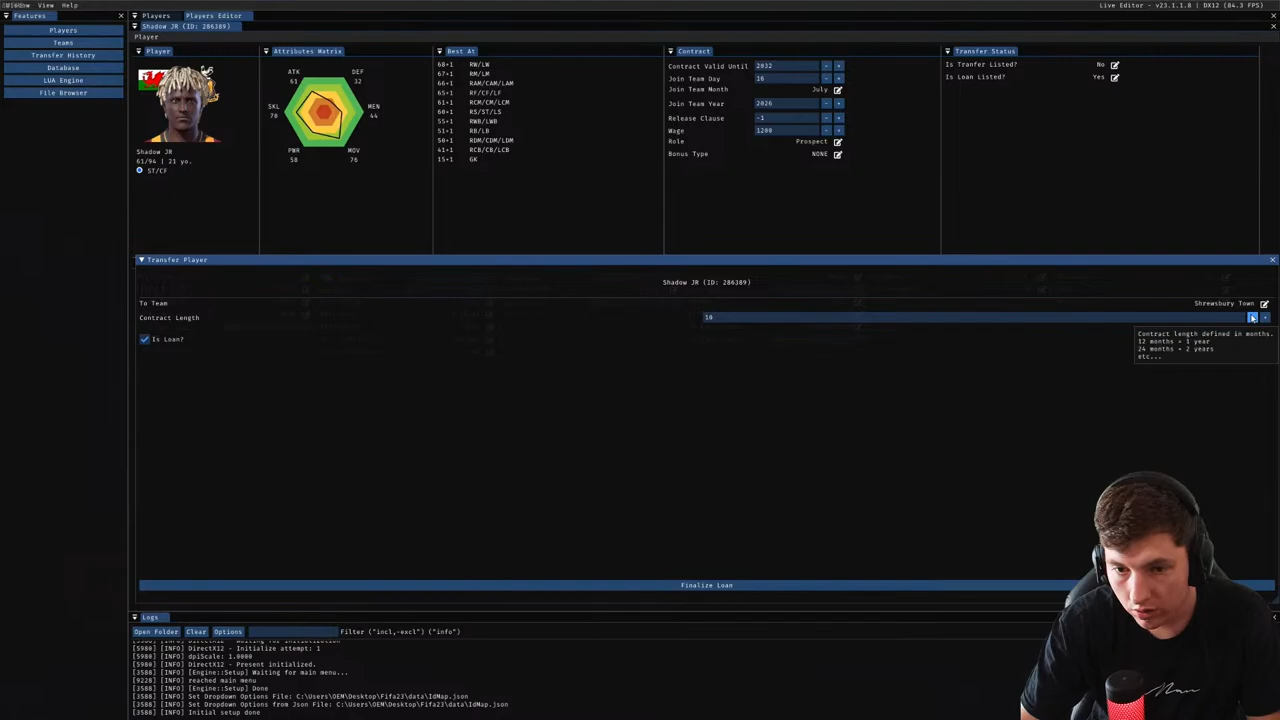 View Help
Live Editor - v23.1.1.8 | DX12 (84.3 FPS)
Features
Players
Teams
Transfer History
Database
LUA Engine
File Browser
Players Players Editor
Shadow JR (ID: 286389)
Player
Player
Shadow JR
61/94 | 21 yo.
ST/CF
Attributes Matrix
ATK
61
DEF
32
SKL
70
MEN
44
PWR
58
MOV
76
Best At
68+1 RW/LW
67+1 RM/LM
66+1 RAM/CAM/LAM
65+1 RF/CF/LF
61+1 RCM/CM/LCM
60+1 RS/ST/LS
55+1 RWB/LWB
51+1 RB/LB
50+1 RDM/CDM/LDM
41+1 RCB/CB/LCB
15+1 GK
Contract
Contract Valid Until 2032 - +
Join Team Day 16 - +
Join Team Month July
Join Team Year 2026 - +
Release Clause -1 - +
Wage 1200 - +
Role Prospect
Bonus Type NONE
Transfer Status
Is Tranfer Listed? No
Is Loan Listed? Yes
Transfer Player
Shadow JR (ID: 286389)
To Team Shrewsbury Town
Contract Length 10
Is Loan?
Contract length defined in months.
12 months = 1 year
24 months = 2 years
etc...
Finalize Loan
Logs
Open Folder Clear Options Filter ("incl,-excl") ("info")
[5980] [INFO] DirectX12 - Initialize attempt: 1
[5980] [INFO] dpiScale: 1.0000
[5980] [INFO] DirectX12 - Present initialized.
[3588] [INFO] [Engine::Setup] Waiting for main menu...
[9228] [INFO] reached main menu
[3588] [INFO] [Engine::Setup] Done
[3588] [INFO] Set Dropdown Options File: C:\Users\OEM\Desktop\Fifa23\data\IdMap.json
[3588] [INFO] Set Dropdown Options from Json File: C:\Users\OEM\Desktop\Fifa23\data\IdMap.json
[3588] [INFO] Initial setup done